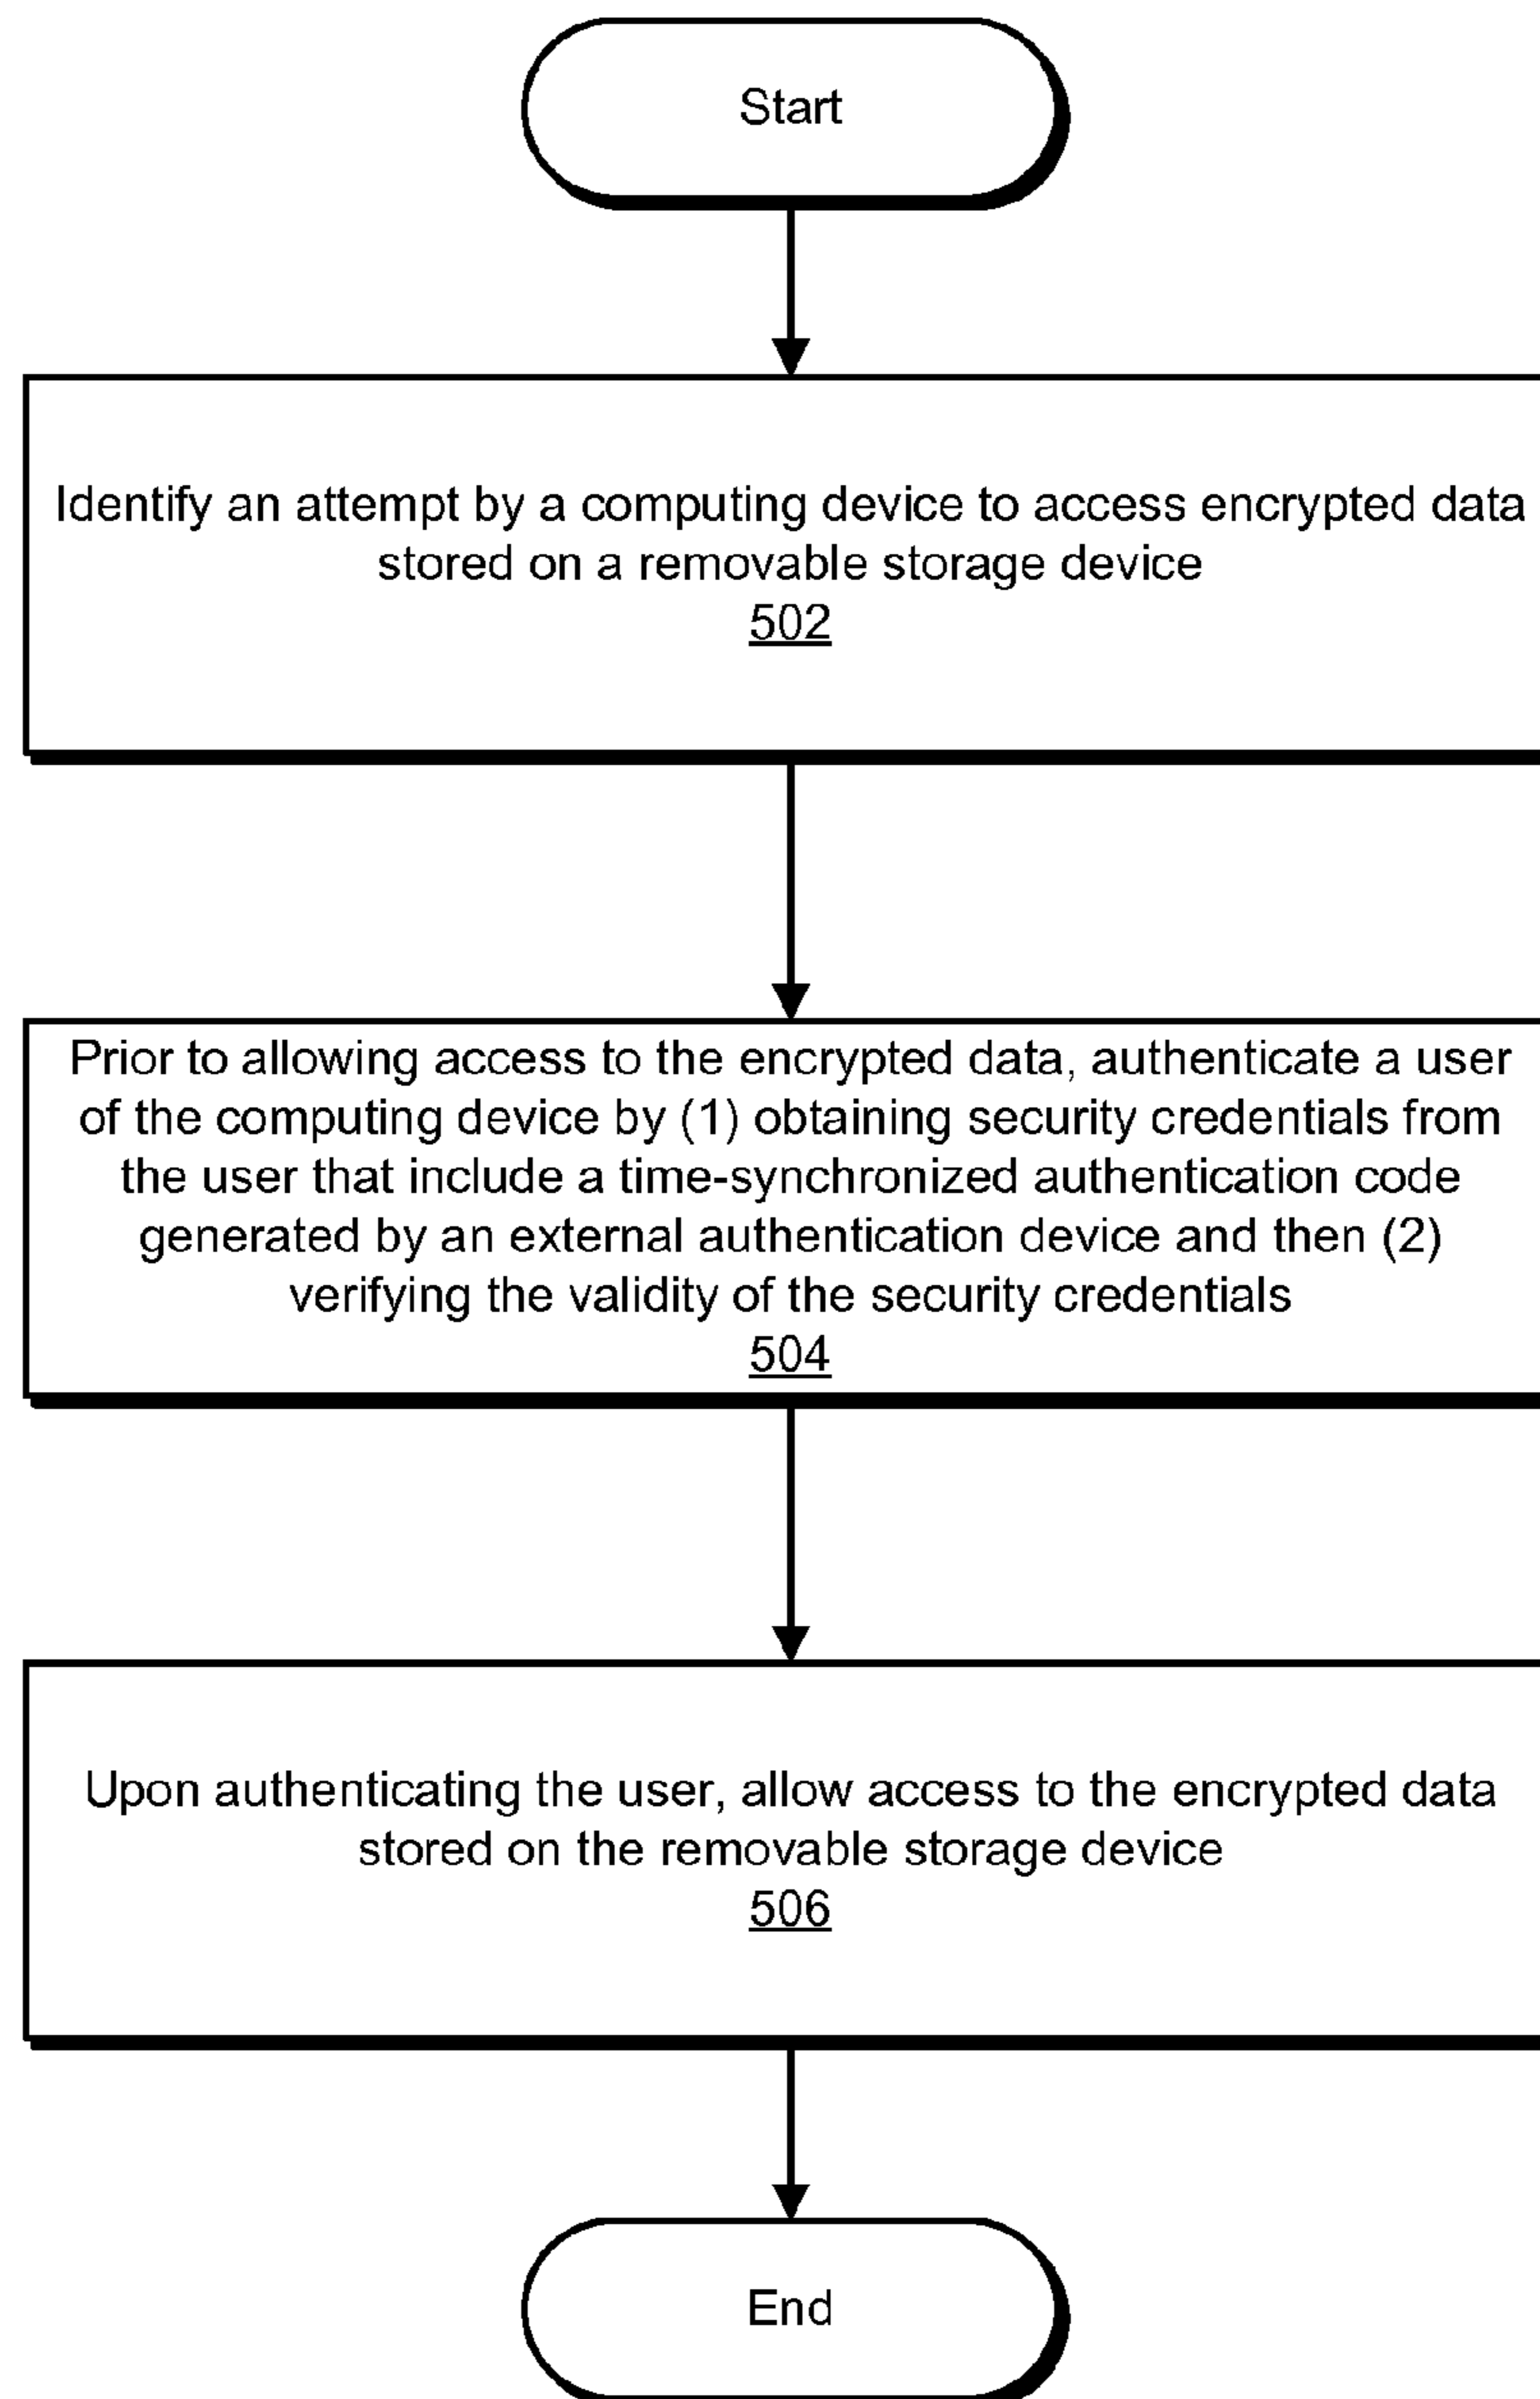 Start
Identify an attempt by a computing device to access encrypted data
stored on a removable storage device
502
Prior to allowing access to the encrypted data, authenticate a user
of the computing device by (1) obtaining security credentials from
the user that include a time-synchronized authentication code
generated by an external authentication device and then (2)
verifying the validity of the security credentials
504
Upon authenticating the user, allow access to the encrypted data
stored on the removable storage device
506
End